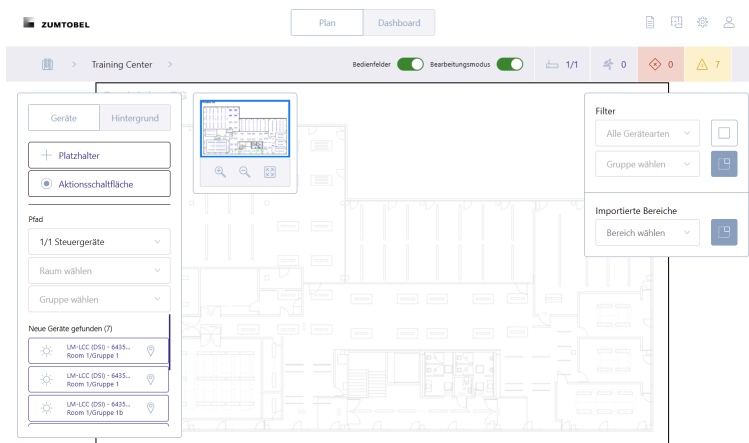 ZUMTOBEL
Plan
Dashboard
Training Center
Bedienfelder
Bearbeitungsmodus
1/1
0
0
7
Geräte
Hintergrund
Platzhalter
Aktionsschaltfläche
Pfad
1/1 Steuergeräte
Raum wählen
Gruppe wählen
Neue Geräte gefunden (7)
LM-LCC (DSI) - 6435...
Room 1/Gruppe 1
LM-LCC (DSI) - 6435...
Room 1/Gruppe 1
LM-LCC (DSI) - 6435...
Room 1/Gruppe 1b
Filter
Alle Gerätearten
Gruppe wählen
Importierte Bereiche
Bereich wählen